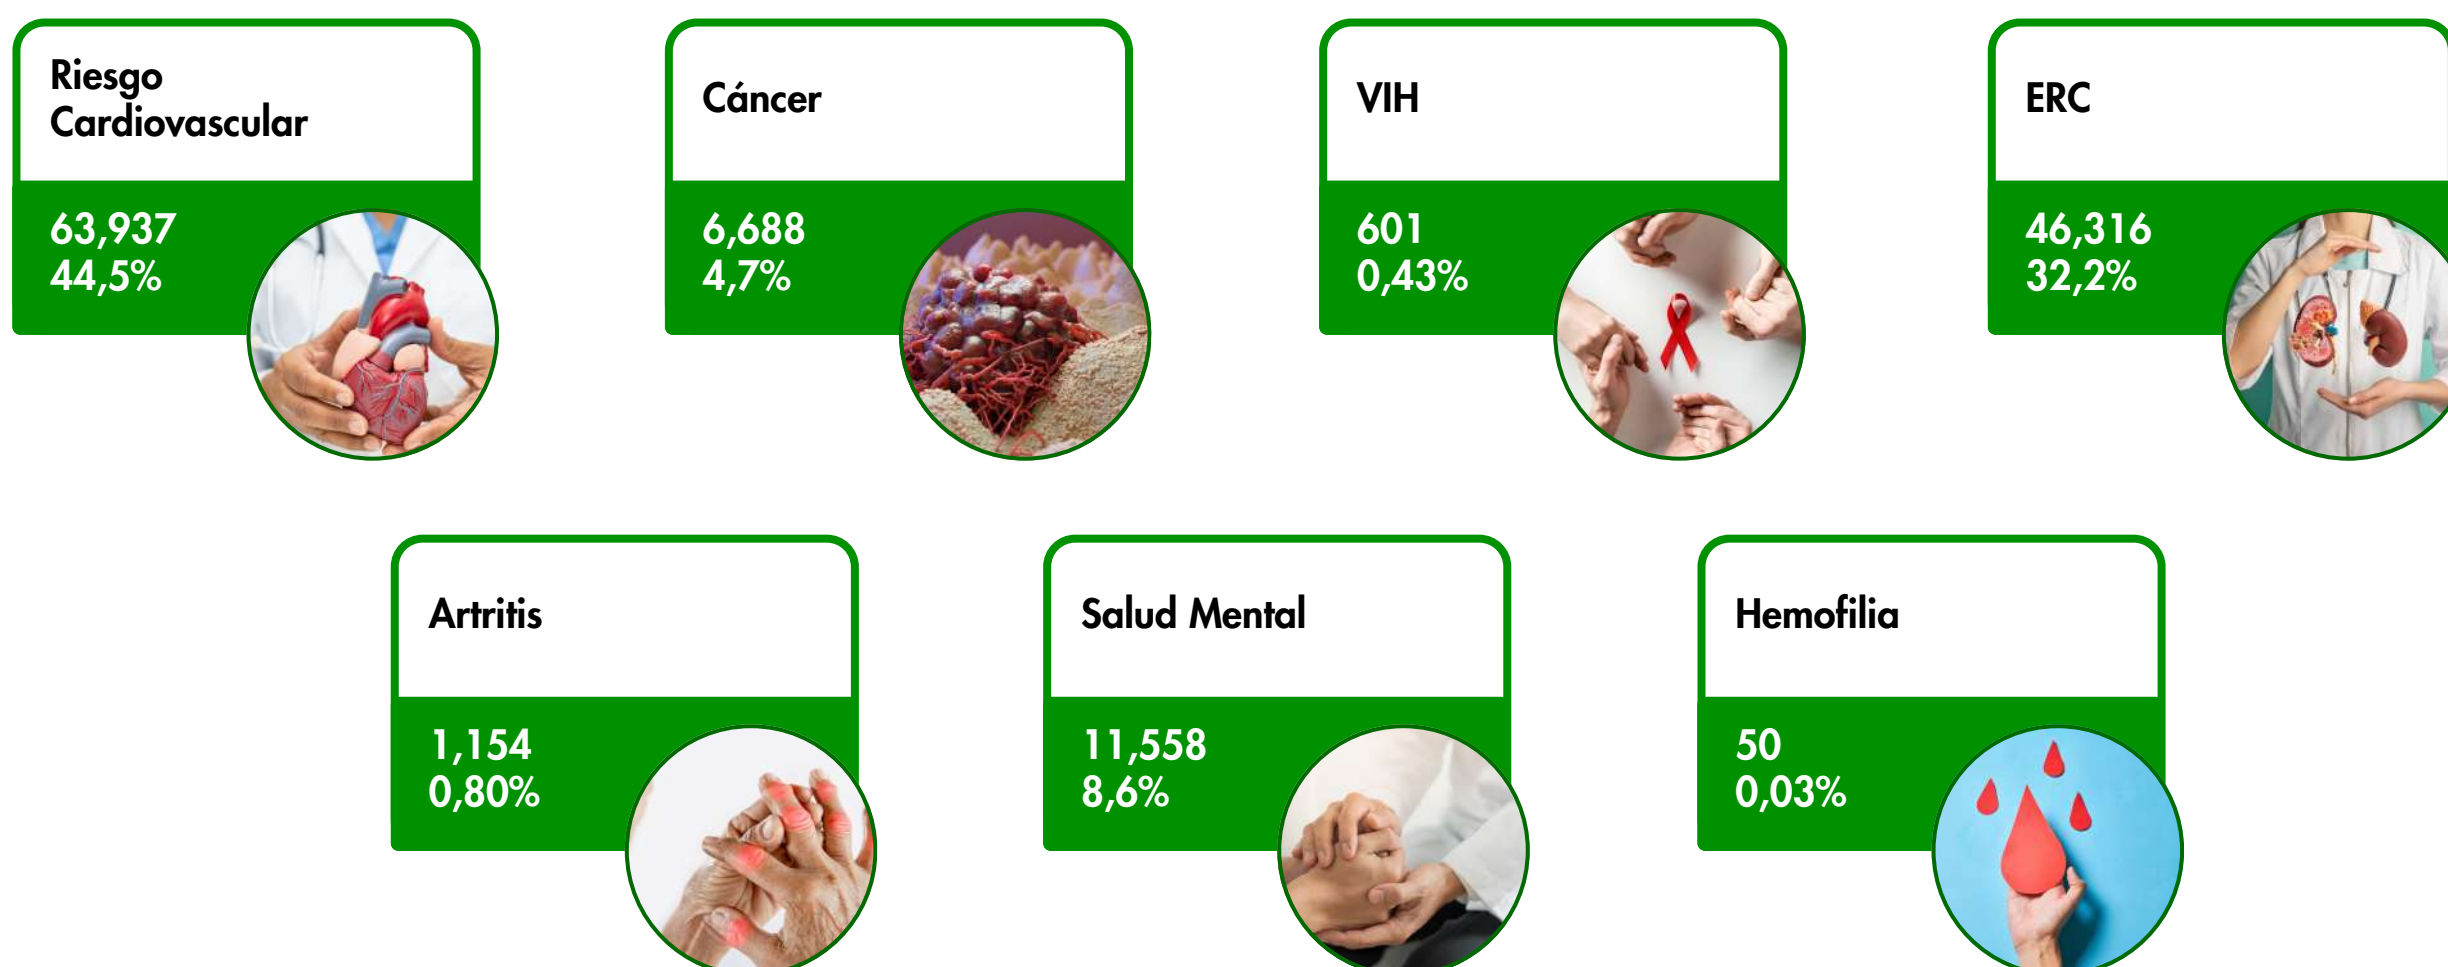 Riesgo
Cardiovascular
63,937
44,5%
Cáncer
6,688
4,7%
VIH
601
0,43%
ERC
46,316
32,2%
Artritis
1,154
0,80%
Salud Mental
11,558
8,6%
Hemofilia
50
0,03%